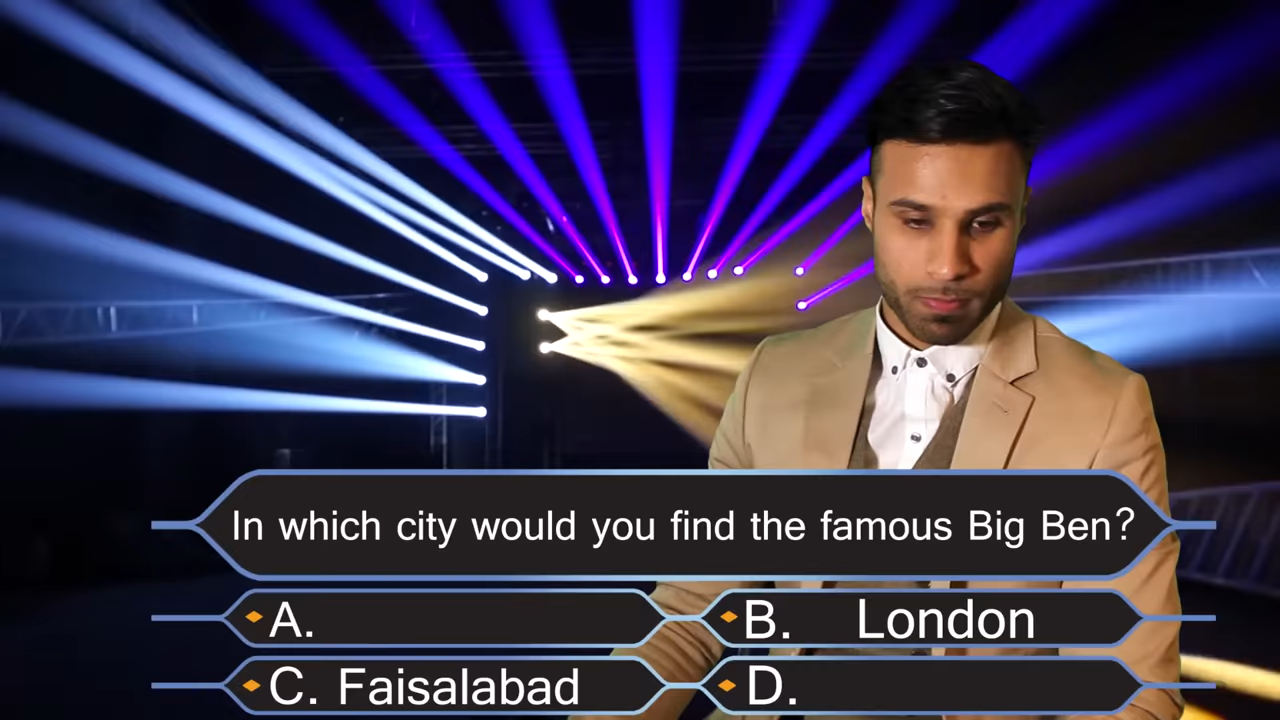 In which city would you find the famous Big Ben?
A.
B. London
C. Faisalabad
D.